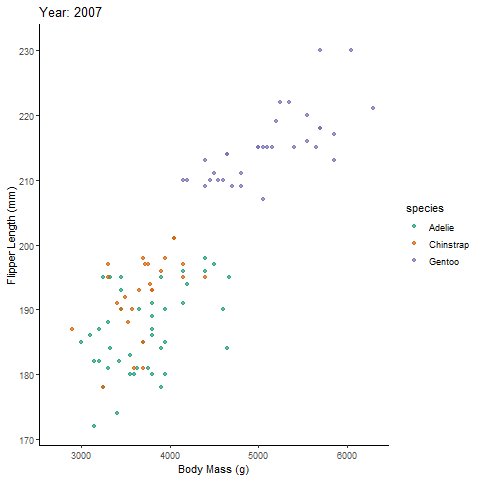 Year: 2007
Flipper Length (mm)
230
220
210
200
190
180
170
3000
4000
5000
6000
Body Mass (g)
species
Adelie
Chinstrap
Gentoo